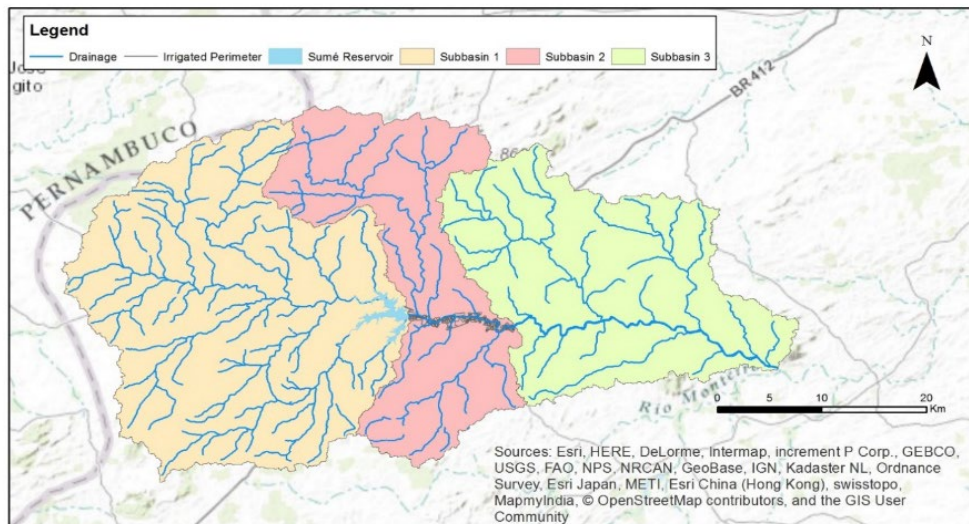 Legend
Drainage
Irrigated Perimeter
Sumé Reservoir
Subbasin 1
Subbasin 2
Subbasin 3
N
gito
BR 412
PERNAMBUCO
0
5
10
20
Km
Sources: Esri, HERE, DeLorme, Intermap, increment P Corp., GEBCO,
USGS, FAO, NPS, NRCAN, GeoBase, IGN, Kadaster NL, Ordnance
Survey, Esri Japan, METI, Esri China (Hong Kong), swisstopo,
MapmyIndia, © OpenStreetMap contributors, and the GIS User
Community